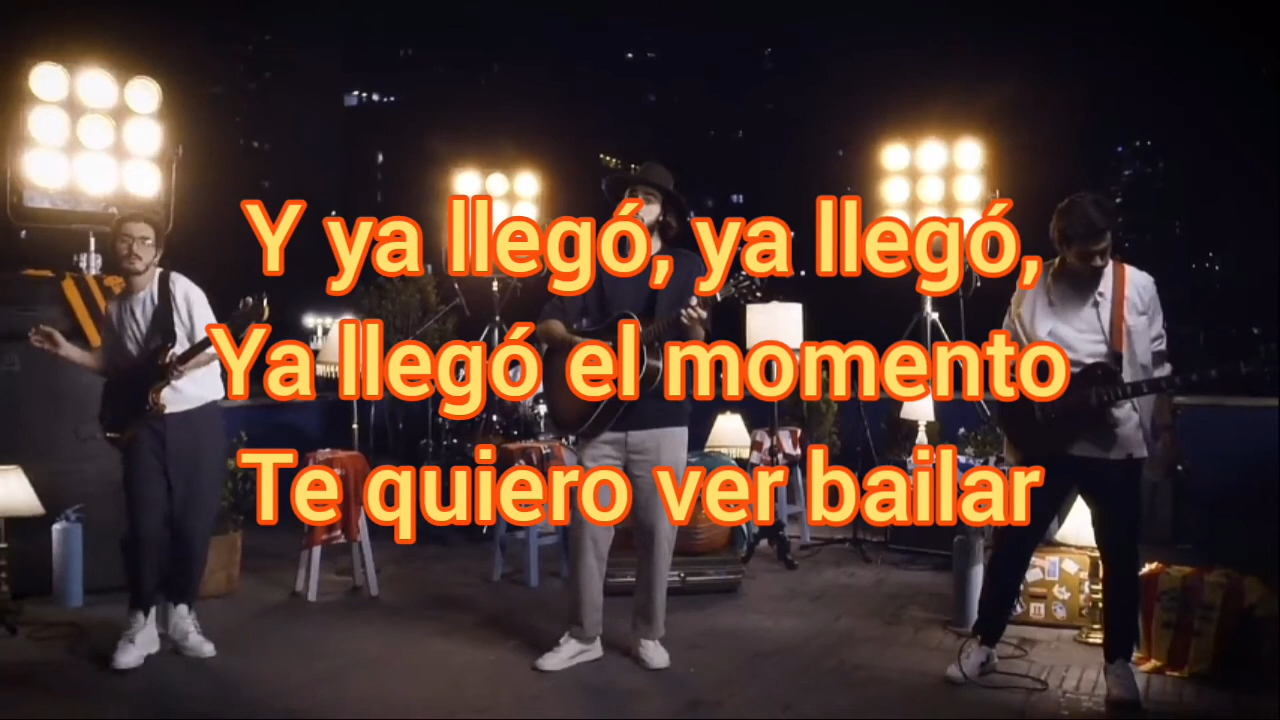 Y ya llegó, ya llegó,
Ya llegó el momento
Te quiero ver bailar